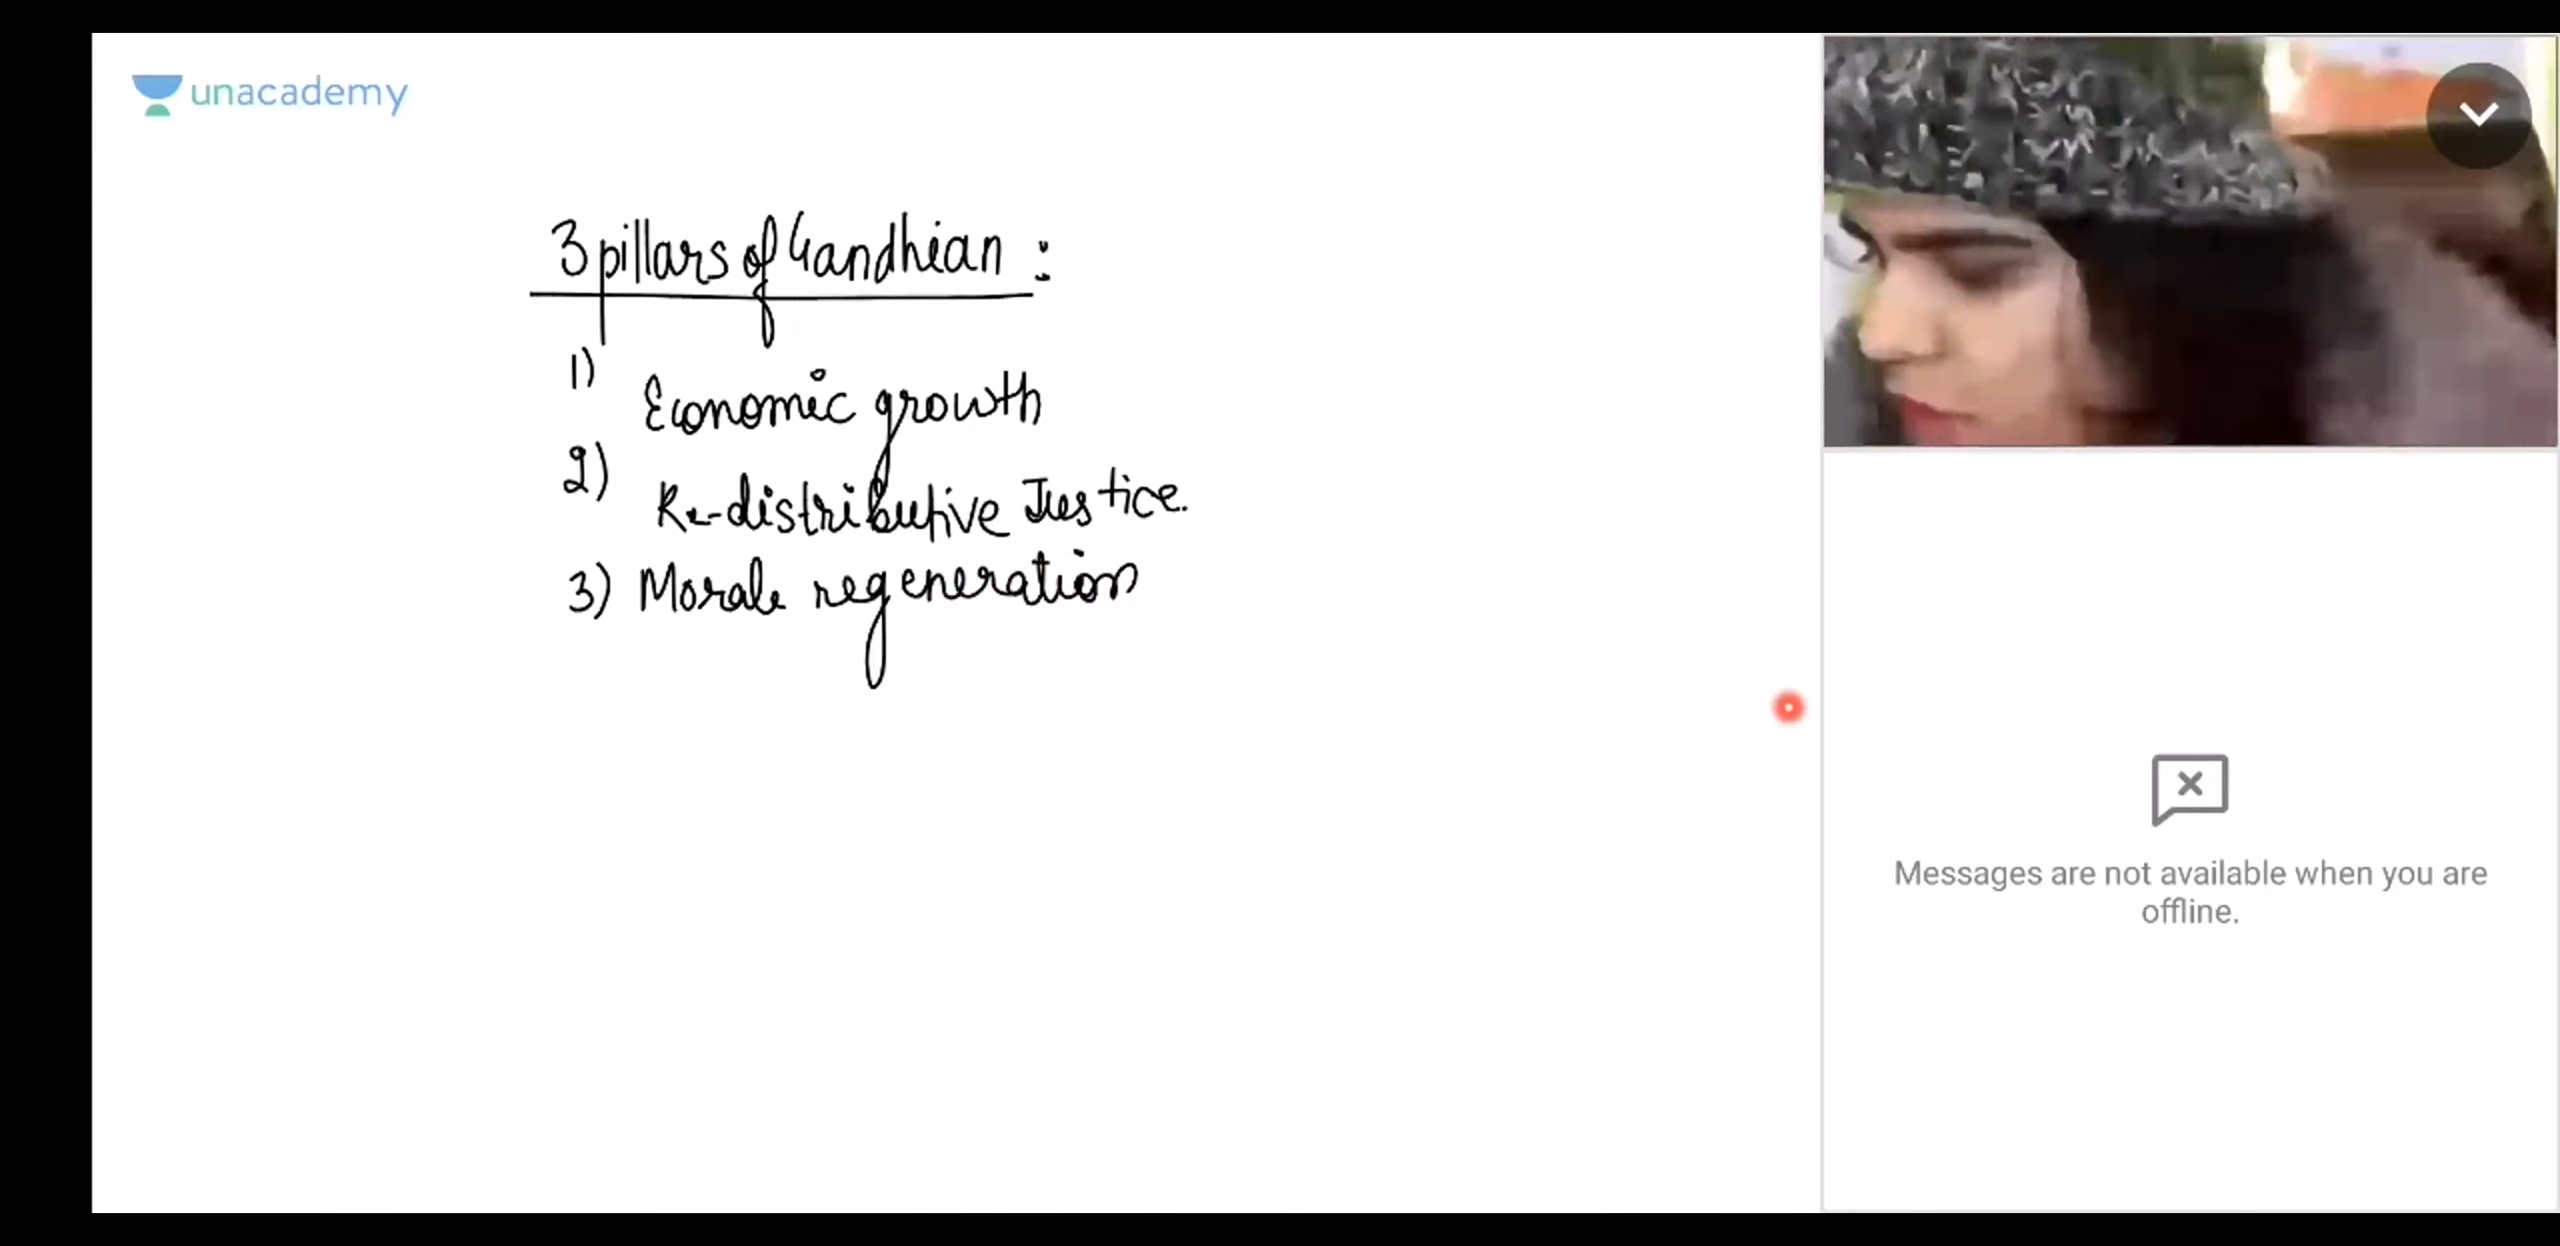 unacademy
3 pillars of Gandhian :
1) Economic growth
2) Re-distributive Justice.
3) Morale regeneration
Messages are not available when you are
offline.